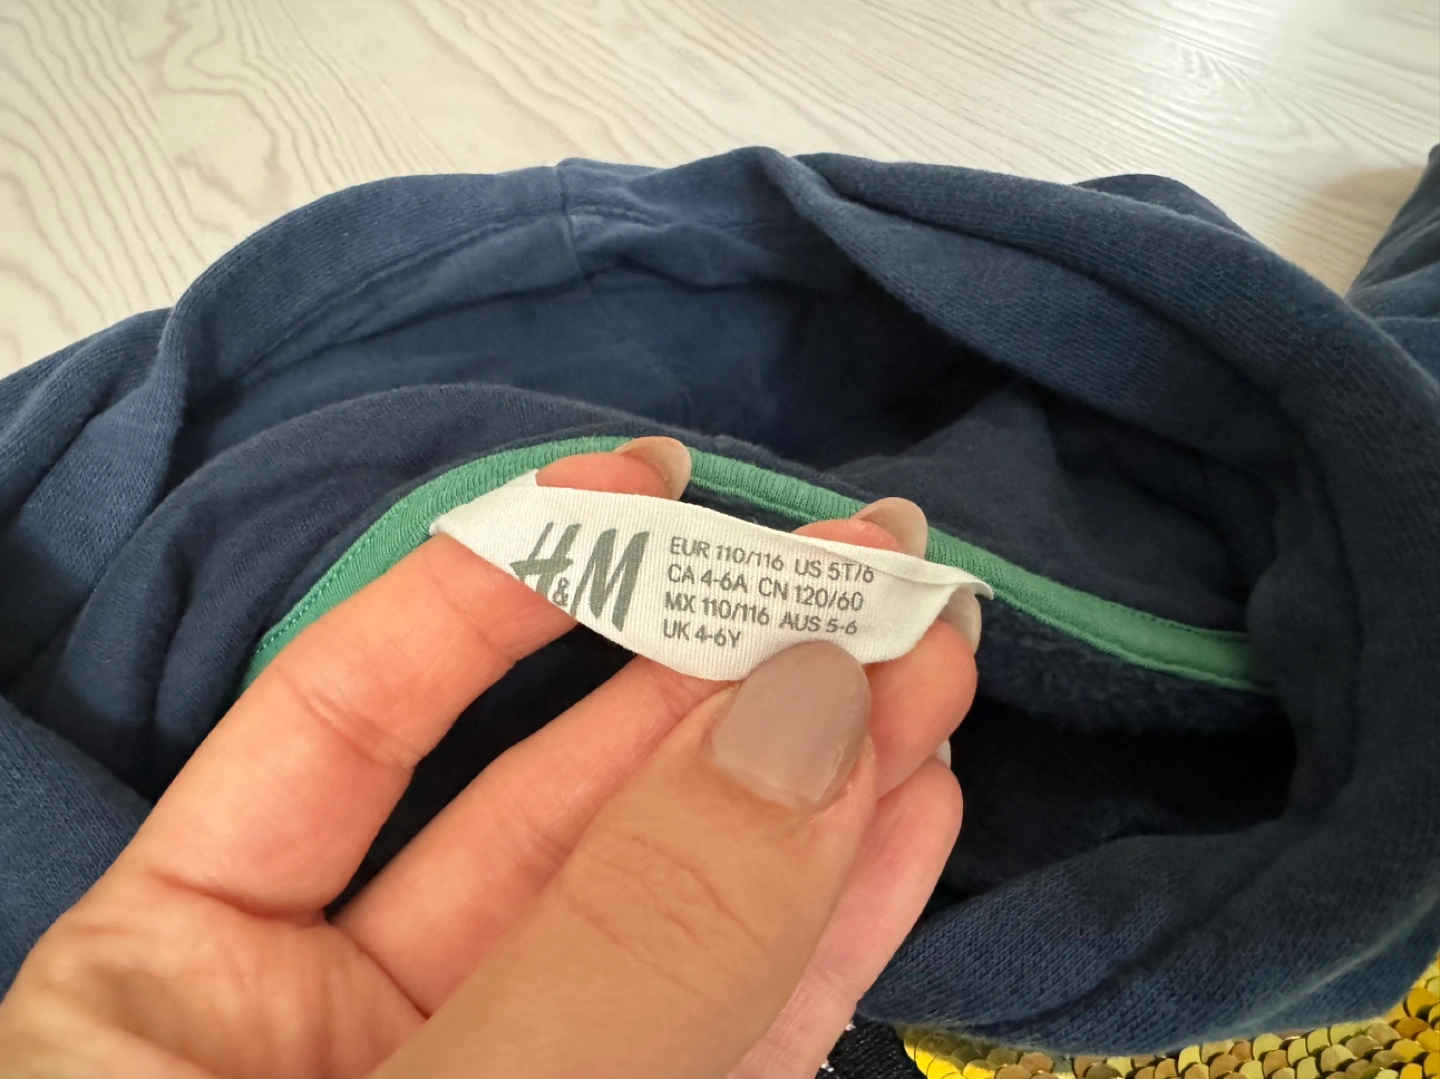 H&M
EUR 110/116 US 5T/6
CA 4-6A CN 120/60
MX 110/116 AUS 5-6
UK 4-6Y